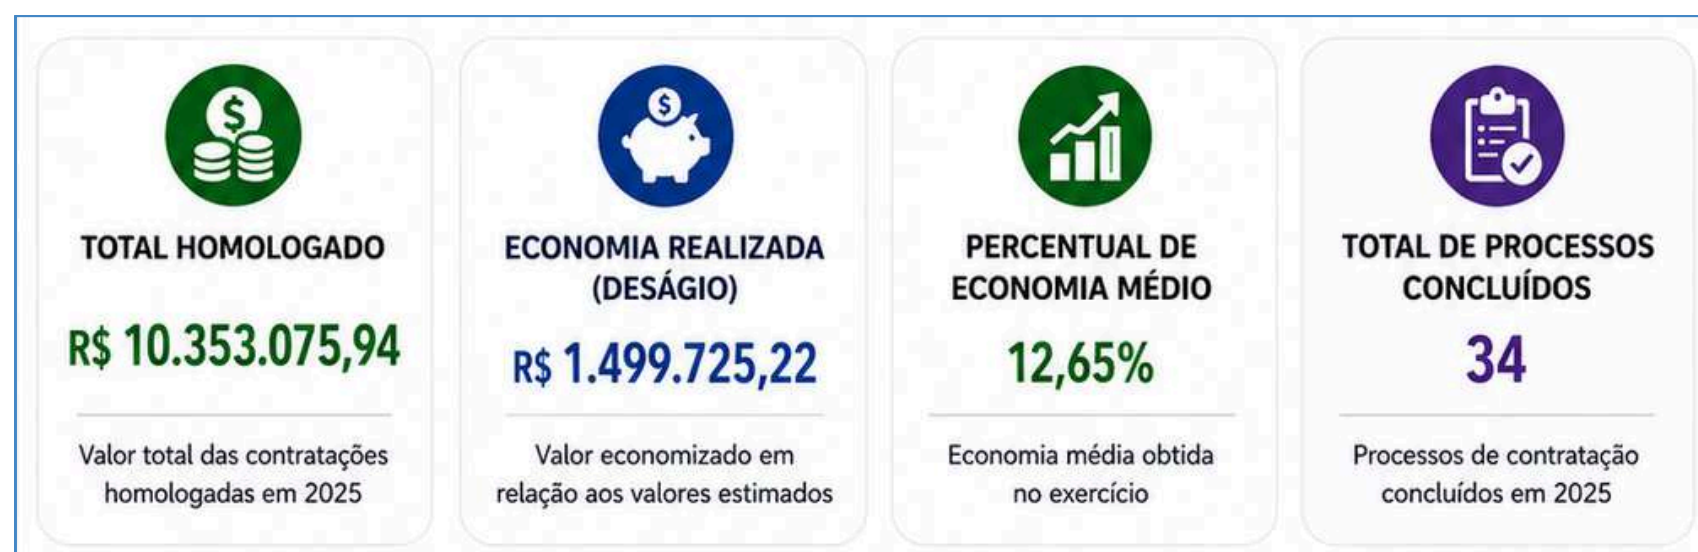 TOTAL HOMOLOGADO
R$ 10.353.075,94
Valor total das contratações
homologadas em 2025
ECONOMIA REALIZADA
(DESÁGIO)
R$ 1.499.725,22
Valor economizado em
relação aos valores estimados
PERCENTUAL DE
ECONOMIA MÉDIO
12,65%
Economia média obtida
no exercício
TOTAL DE PROCESSOS
CONCLUÍDOS
34
Processos de contratação
concluídos em 2025